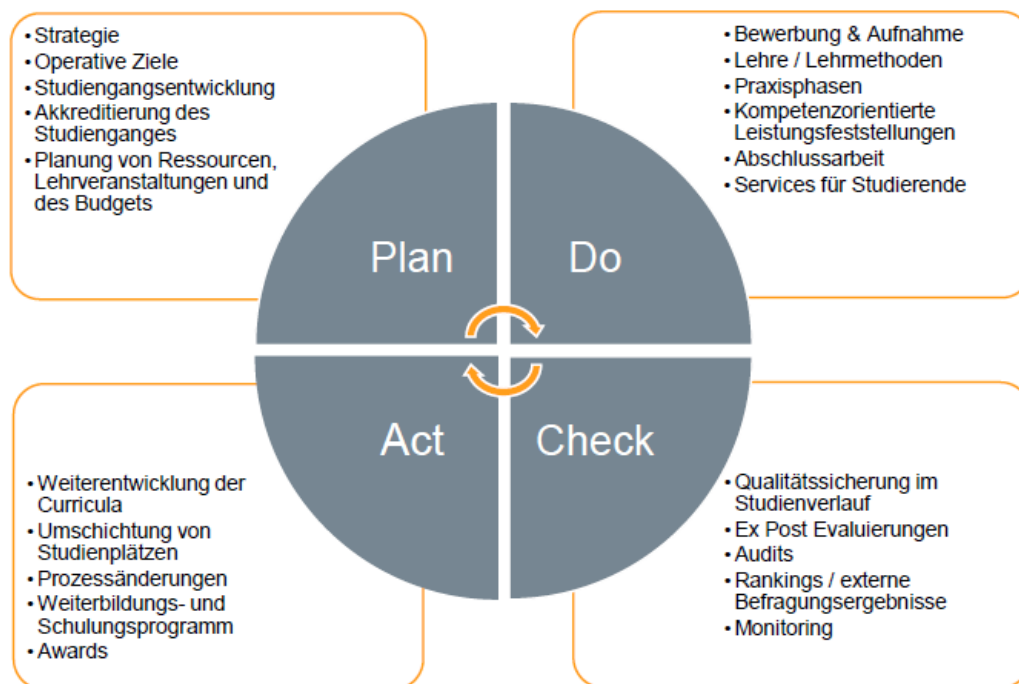 • Strategie
• Operative Ziele
• Studiengangsentwicklung
• Akkreditierung des
Studienganges
• Planung von Ressourcen,
Lehrveranstaltungen und
des Budgets
• Bewerbung & Aufnahme
• Lehre / Lehrmethoden
• Praxisphasen
• Kompetenzorientierte
Leistungsfeststellungen
• Abschlussarbeit
• Services für Studierende
Plan
Do
Act
Check
• Weiterentwicklung der
Curricula
• Umschichtung von
Studienplätzen
• Prozessänderungen
• Weiterbildungs- und
Schulungsprogramm
• Awards
• Qualitätssicherung im
Studienverlauf
• Ex Post Evaluierungen
• Audits
• Rankings / externe
Befragungsergebnisse
• Monitoring